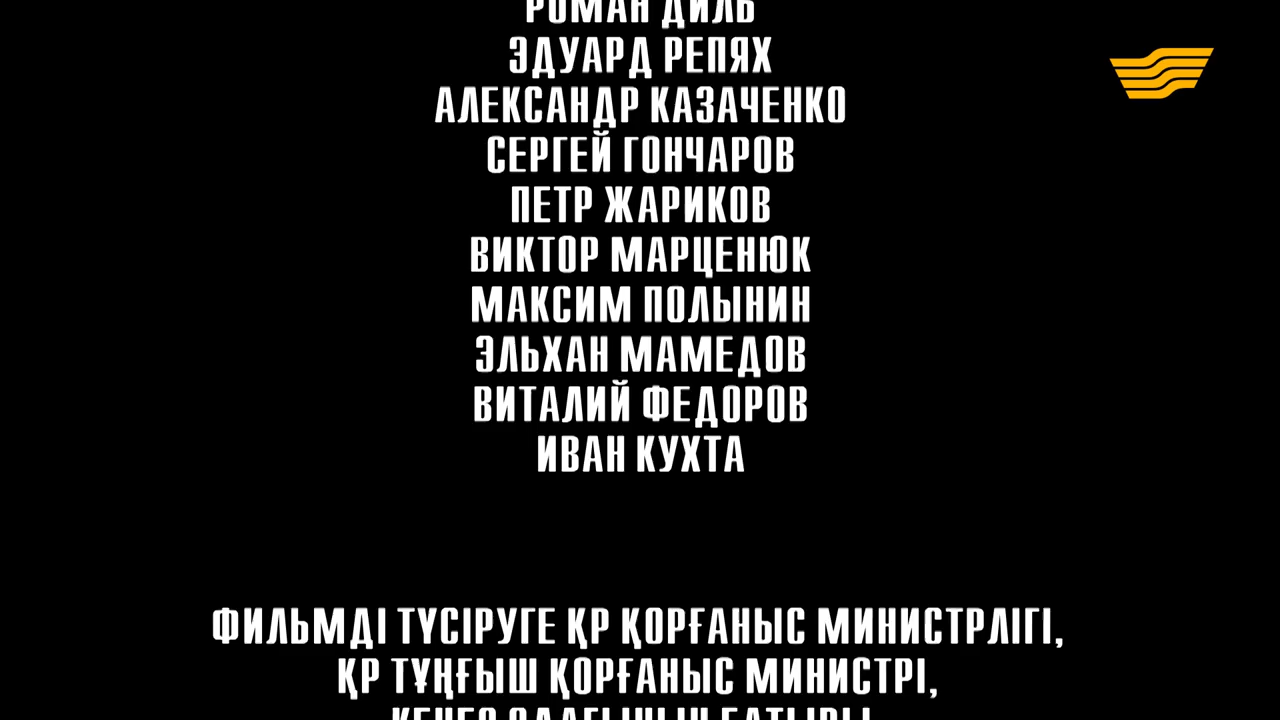 РОМАН ДИЛЬ
ЭДУАРД РЕПЯХ
АЛЕКСАНДР КАЗАЧЕНКО
СЕРГЕЙ ГОНЧАРОВ
ПЕТР ЖАРИКОВ
ВИКТОР МАРЦЕНЮК
МАКСИМ ПОЛЫНИН
ЭЛЬХАН МАМЕДОВ
ВИТАЛИЙ ФЕДОРОВ
ИВАН КУХТА
ФИЛЬМДІ ТҮСІРУГЕ ҚР ҚОРҒАНЫС МИНИСТРЛІГІ,
ҚР ТҰҢҒЫШ ҚОРҒАНЫС МИНИСТРІ,